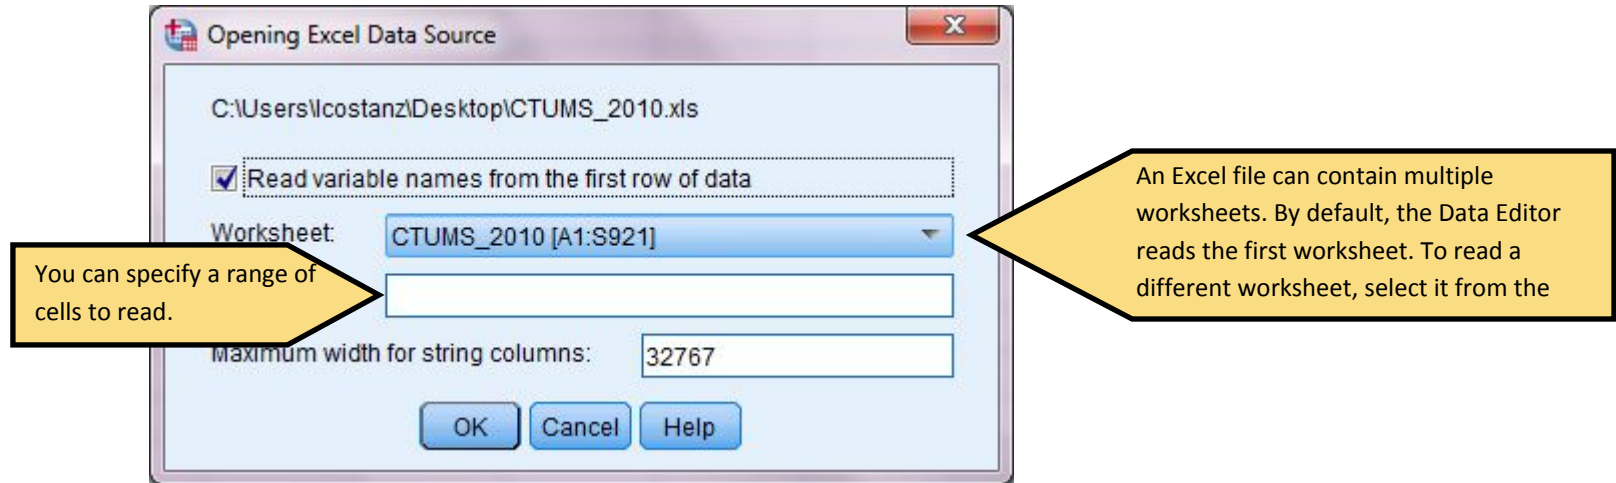 Opening Excel Data Source
C:\Users\lcostanz\Desktop\CTUMS_2010.xls
Read variable names from the first row of data
Worksheet:
CTUMS_2010 [A1:S921]
You can specify a range of
cells to read.
Maximum width for string columns:
32767
OK
Cancel
Help
An Excel file can contain multiple
worksheets. By default, the Data Editor
reads the first worksheet. To read a
different worksheet, select it from the